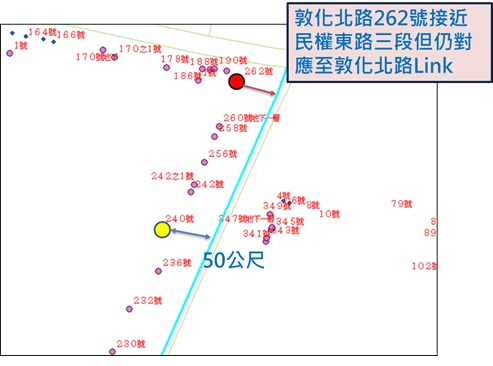 敦化北路262號接近
民權東路三段但仍對
應至敦化北路Link
164號
166號
1號
170號
170之1號
178號
188號
190號
186號
262號
260號地下一層
258號
256號
242之1號
242號
4號
6號
8號
349號
10號
79號
240號
347號地下一層
345號
343號
341號
8
89
50公尺
236號
102號
232號
230號